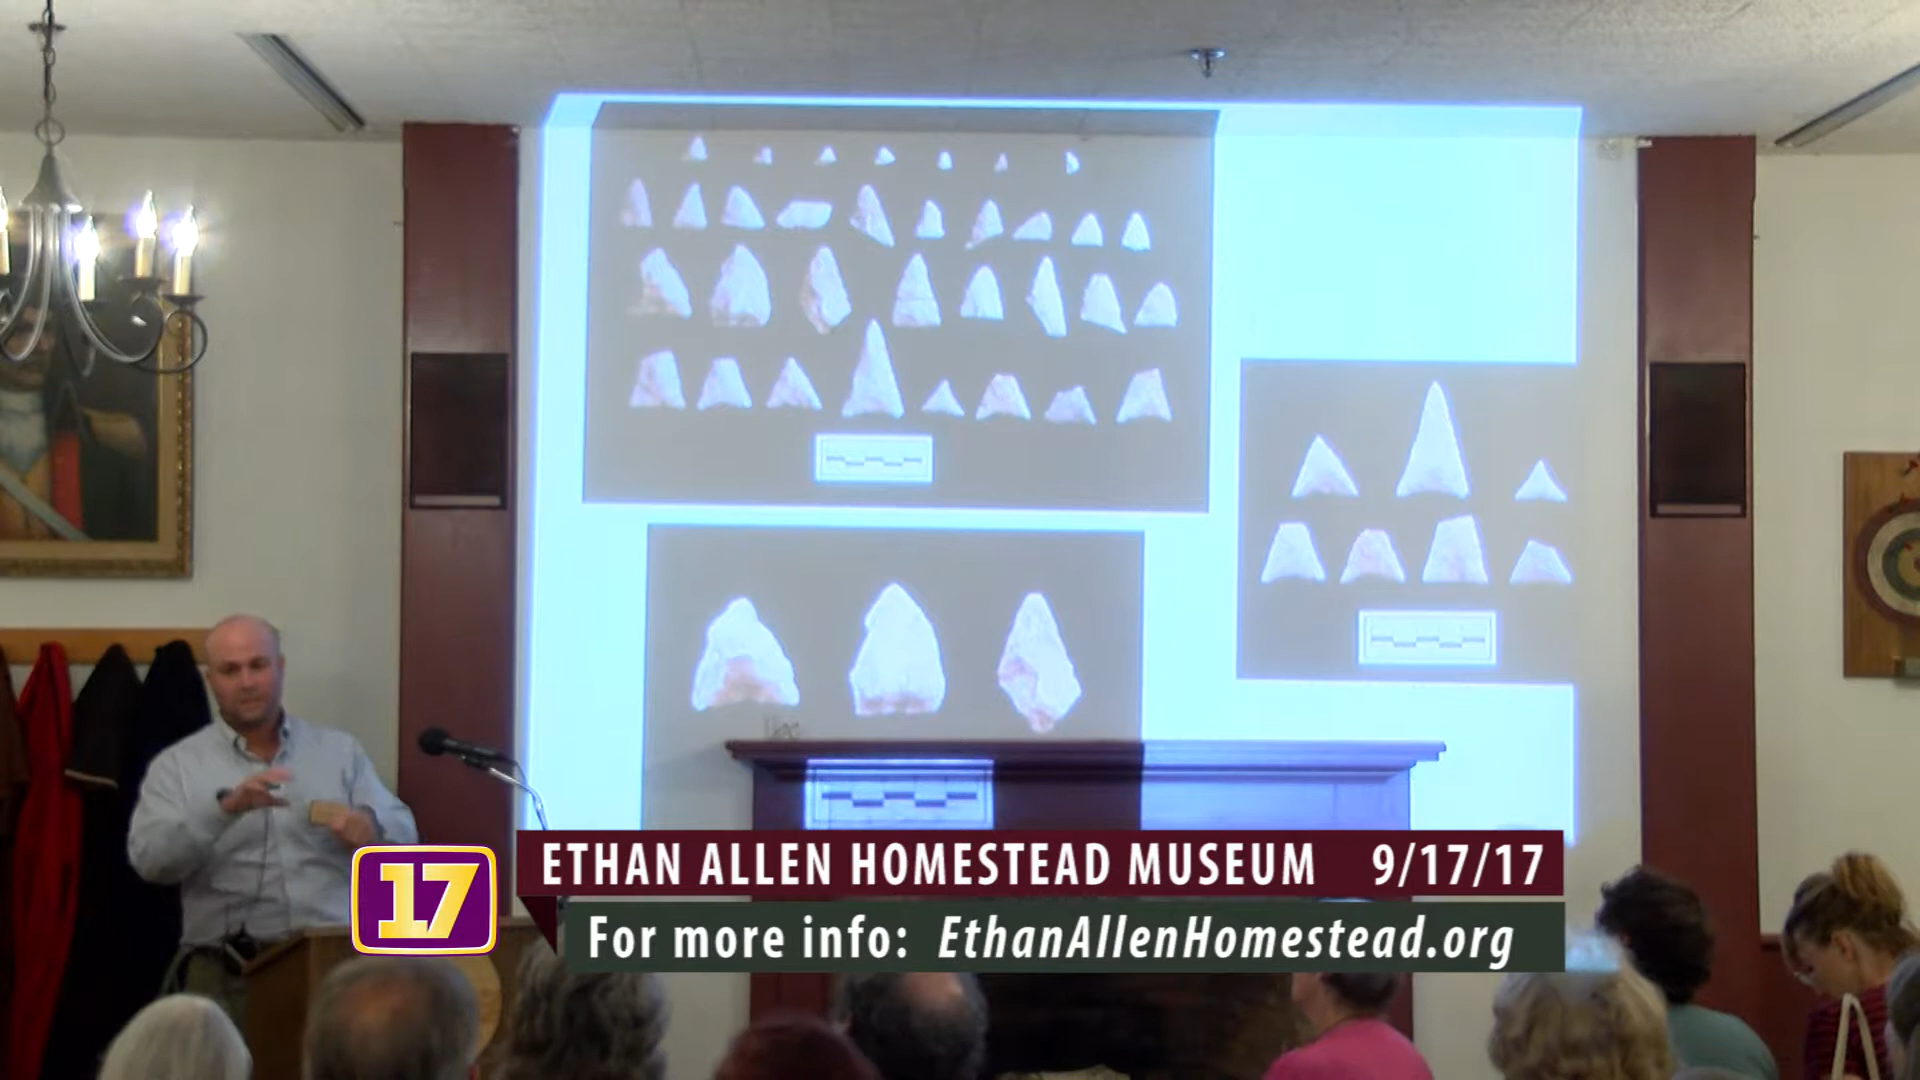 17
ETHAN ALLEN HOMESTEAD MUSEUM 9/17/17
For more info: EthanAllenHomestead.org